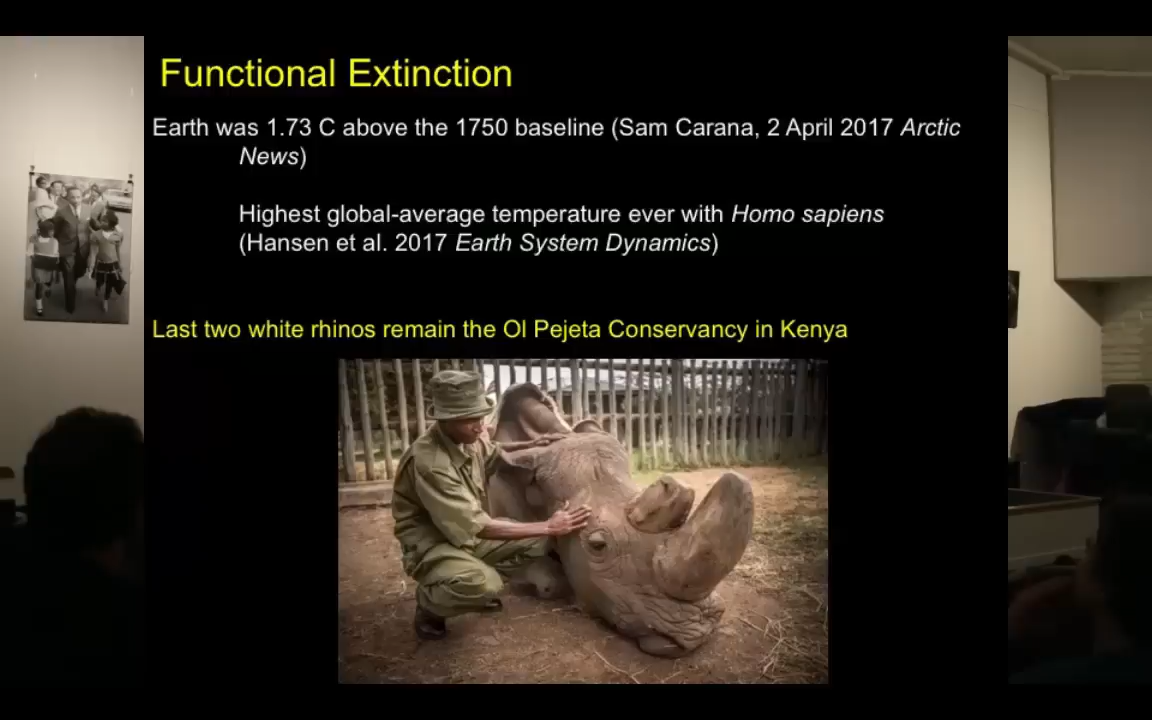 Functional Extinction
Earth was 1.73 C above the 1750 baseline (Sam Carana, 2 April 2017 Arctic
News)
Highest global-average temperature ever with Homo sapiens
(Hansen et al. 2017 Earth System Dynamics)
Last two white rhinos remain the Ol Pejeta Conservancy in Kenya